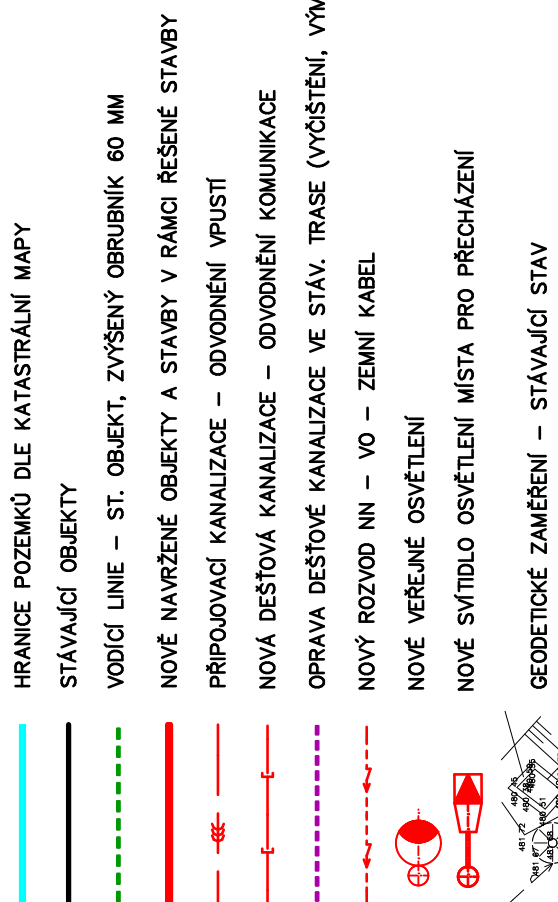 HRANICE POZEMKŮ DLE KATASTRÁLNÍ MAPY
STÁVAJÍCÍ OBJEKTY
VODÍCÍ LINIE – ST. OBJEKT, ZVÝŠENÝ OBRUBNÍK 60 MM
NOVĚ NAVRŽENÉ OBJEKTY A STAVBY V RÁMCI ŘEŠENÉ STAVBY
PŘIPOJOVACÍ KANALIZACE – ODVODNĚNÍ VPUSTÍ
NOVÁ DEŠŤOVÁ KANALIZACE – ODVODNĚNÍ KOMUNIKACE
OPRAVA DEŠŤOVÉ KANALIZACE VE STÁV. TRASE (VYČIŠTĚNÍ, VÝM
NOVÝ ROZVOD NN – VO – ZEMNÍ KABEL
NOVÉ VEŘEJNÉ OSVĚTLENÍ
NOVÉ SVÍTIDLO OSVĚTLENÍ MÍSTA PRO PŘECHÁZENÍ
GEODETICKÉ ZAMĚŘENÍ – STÁVAJÍCÍ STAV
481.72